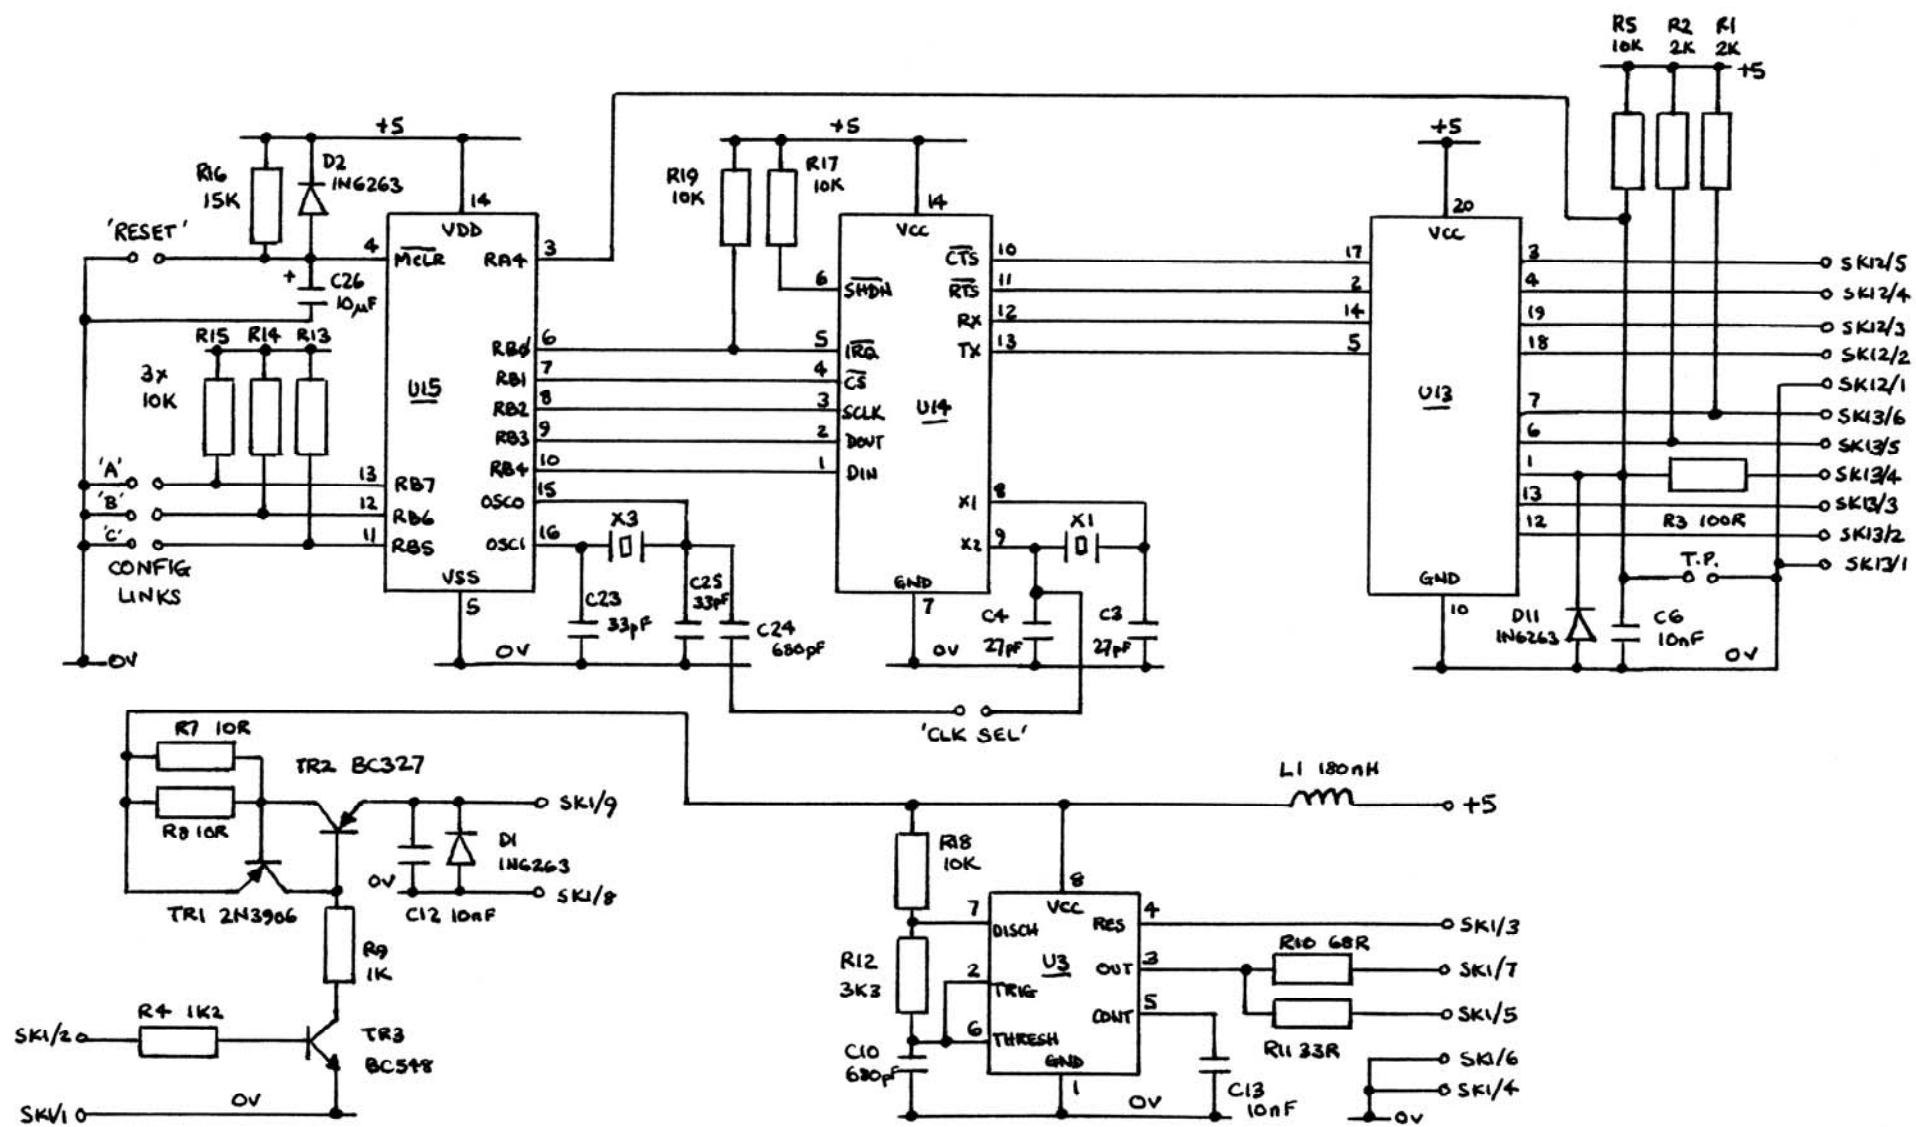 R5 R2 R1
10K 2K 2K
+5
+5
R16
15K
D2
1N6263
14
'RESET'
4
MCLR
VDD
RA4
3
+
C26
10µF
R15 R14 R13
3x
10K
U15
RB0 6
RB1 7
RB2 8
RB3 9
RB4 10
OSC0 15
OSC1 16
'A' 13 RB7
'B' 12 RB6
'C' 11 RB5
CONFIG
LINKS
VSS
5
0V
0V
X3
C23
33pF
C25
33pF
C24
680pF
+5
R19
10K
R17
10K
14
VCC
6 SHDN
5 IRQ
4 CS
3 SCLK
2 DOUT
1 DIN
U14
CTS 10
RTS 11
RX 12
TX 13
X1 8
X2 9
GND
7
0V
X1
C4
27pF
C3
27pF
'CLK SEL'
+5
20
VCC
17
2
14
5
U13
GND
10
3 SK12/5
4 SK12/4
19 SK12/3
18 SK12/2
SK12/1
7 SK13/6
6 SK13/5
1 SK13/4
13 SK13/3
R3 100R
12 SK13/2
T.P.
SK13/1
D11
1N6263
C6
10nF
0V
R7 10R
TR2 BC327
R8 10R
SK1/9
D1
1N6263
0V
SK1/8
TR1 2N3906
C12 10nF
R9
1K
R4 1K2
SK1/2
TR3
BC548
SK1/1
0V
L1 180nH
+5
R18
10K
8
VCC
7 DISCH
RES 4
SK1/3
R12
3K3
2 TRIG
U3
OUT 3
R10 68R
SK1/7
CONT 5
SK1/5
R11 33R
6 THRESH
GND
1
C10
680pF
0V
C13
10nF
SK1/6
SK1/4
0V